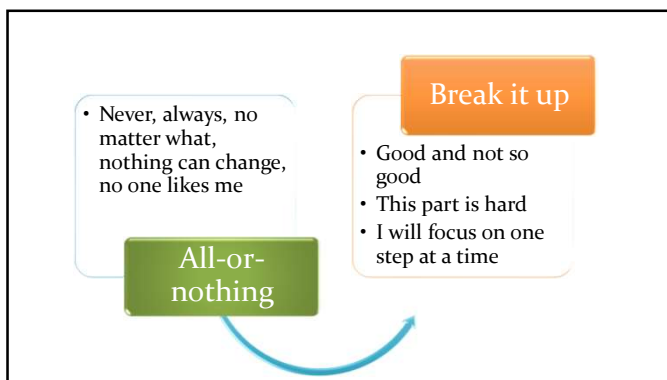 • Never, always, no
matter what,
nothing can change,
no one likes me
All-or-
nothing
Break it up
• Good and not so
good
• This part is hard
• I will focus on one
step at a time